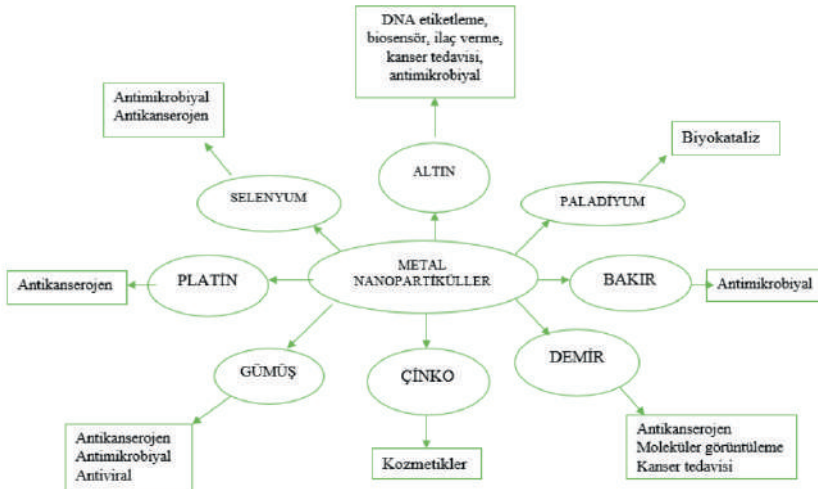 DNA etiketleme,
biosensör, ilaç verme,
kanser tedavisi,
antimikrobiyal
Antimikrobiyal
Antikanserojen
Biyokataliz
ALTIN
SELENYUM
PALADİYUM
METAL
NANOPARTİKÜLLER
Antikanserojen
PLATİN
BAKIR
Antimikrobiyal
GÜMÜŞ
ÇİNKO
DEMİR
Antikanserojen
Antimikrobiyal
Antiviral
Kozmetikler
Antikanserojen
Moleküler görüntüleme
Kanser tedavisi